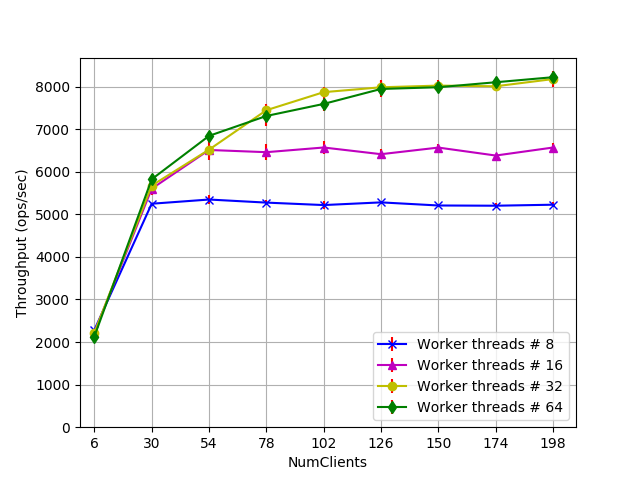 Throughput (ops/sec)
8000
7000
6000
5000
4000
3000
2000
1000
0
6 30 54 78 102 126 150 174 198
NumClients
Worker threads # 8
Worker threads # 16
Worker threads # 32
Worker threads # 64